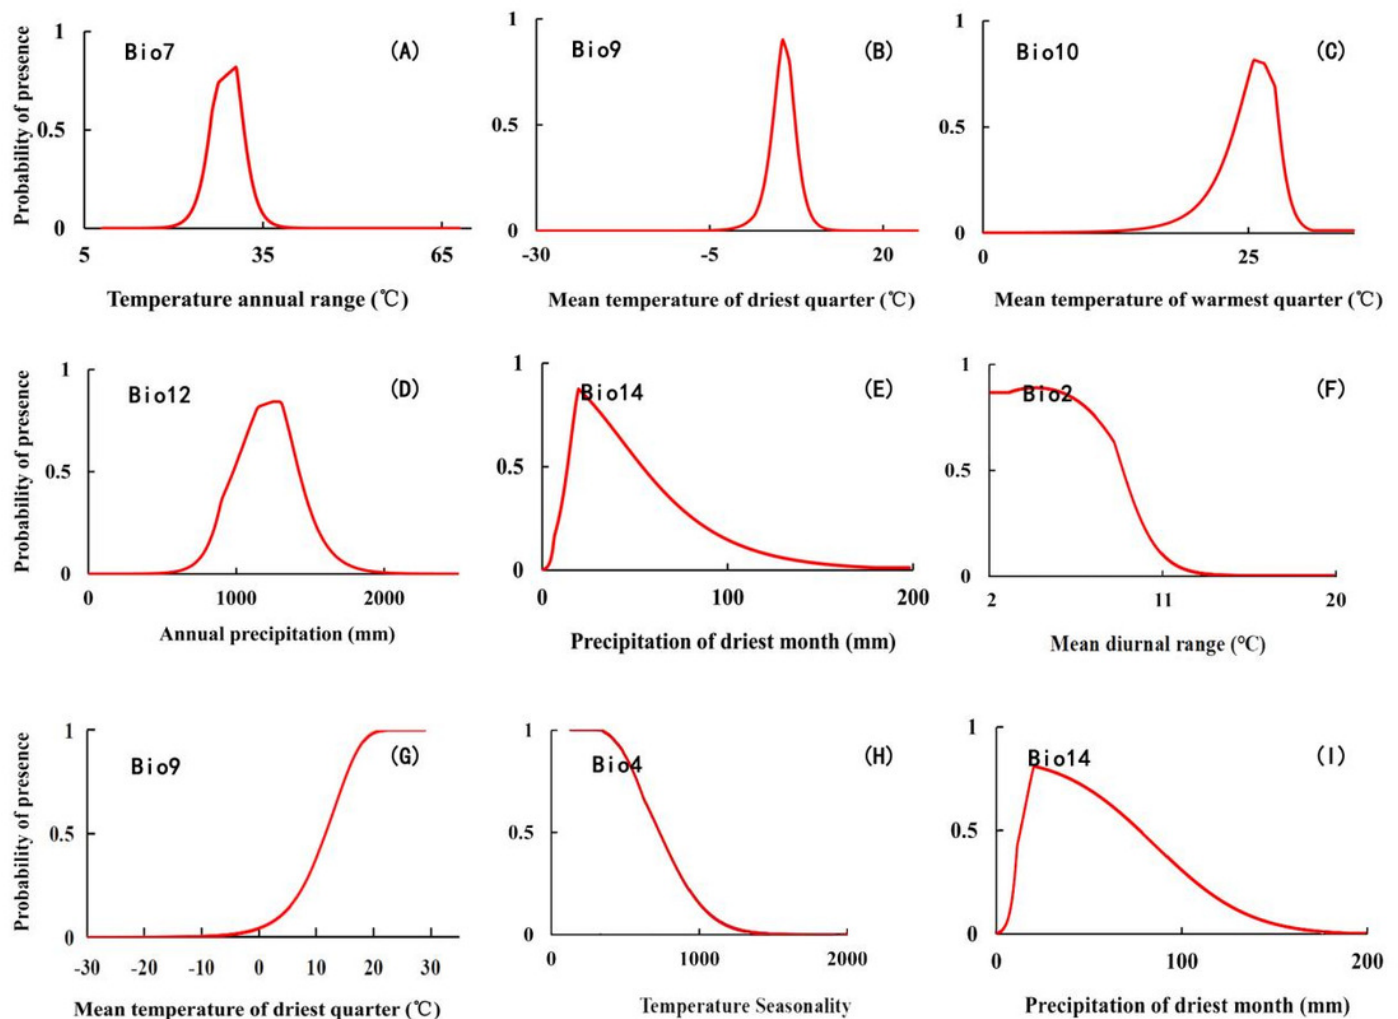 Probability of presence
1
0.5
0
Bio7
(A)
5
35
65
Temperature annual range (℃)
1
0.5
0
Bio9
(B)
-30
-5
20
Mean temperature of driest quarter (℃)
1
0.5
0
Bio10
(C)
0
25
Mean temperature of warmest quarter (℃)
Probability of presence
1
0.5
0
Bio12
(D)
0
1000
2000
Annual precipitation (mm)
1
0.5
0
Bio14
(E)
0
100
200
Precipitation of driest month (mm)
1
0.5
0
Bio2
(F)
2
11
20
Mean diurnal range (℃)
Probability of presence
1
0.5
0
Bio9
(G)
-30
-20
-10
0
10
20
30
Mean temperature of driest quarter (℃)
1
0.5
0
Bio4
(H)
0
1000
2000
Temperature Seasonality
1
0.5
0
Bio14
(I)
0
100
200
Precipitation of driest month (mm)